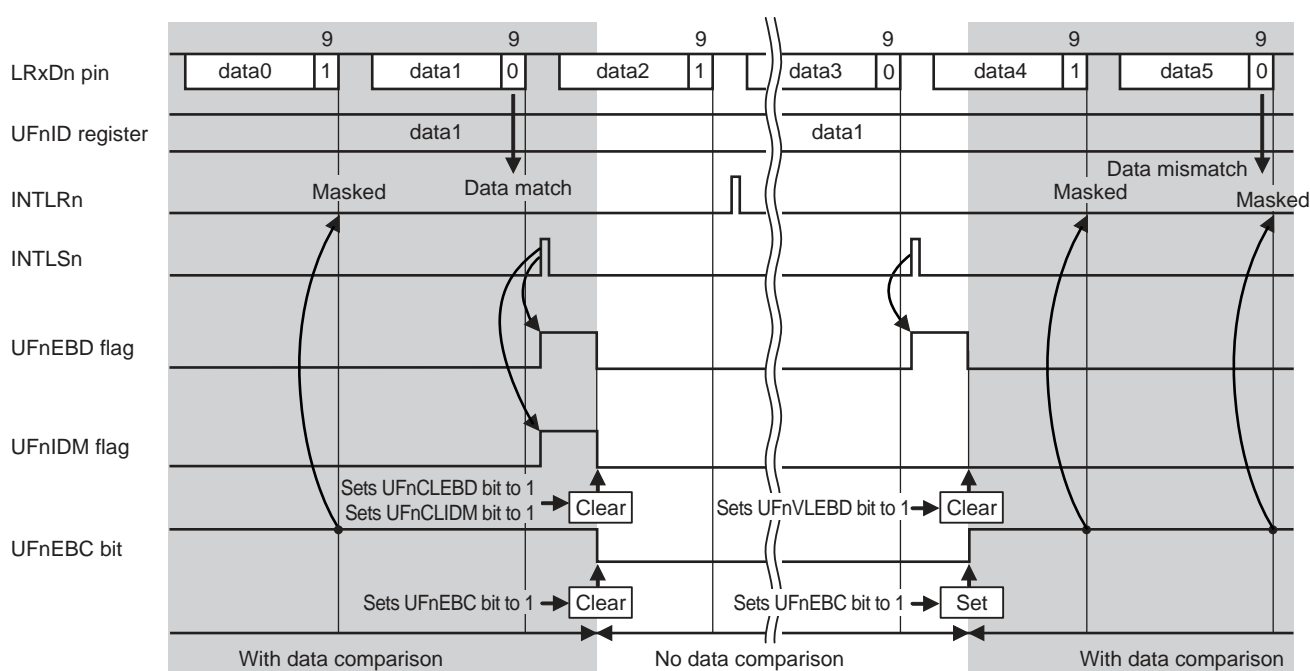 9 9 9 9 9 9
LRxDn pin data0 1 data1 0 data2 1 data3 0 data4 1 data5 0
UFnID register data1 data1
Data mismatch
INTLRn Masked Data match Masked Masked
INTLSn
UFnEBD flag
UFnIDM flag
Sets UFnCLEBD bit to 1
Sets UFnCLIDM bit to 1
Clear
Sets UFnVLEBD bit to 1
Clear
UFnEBC bit
Sets UFnEBC bit to 1 Clear Sets UFnEBC bit to 1 Set
With data comparison No data comparison With data comparison